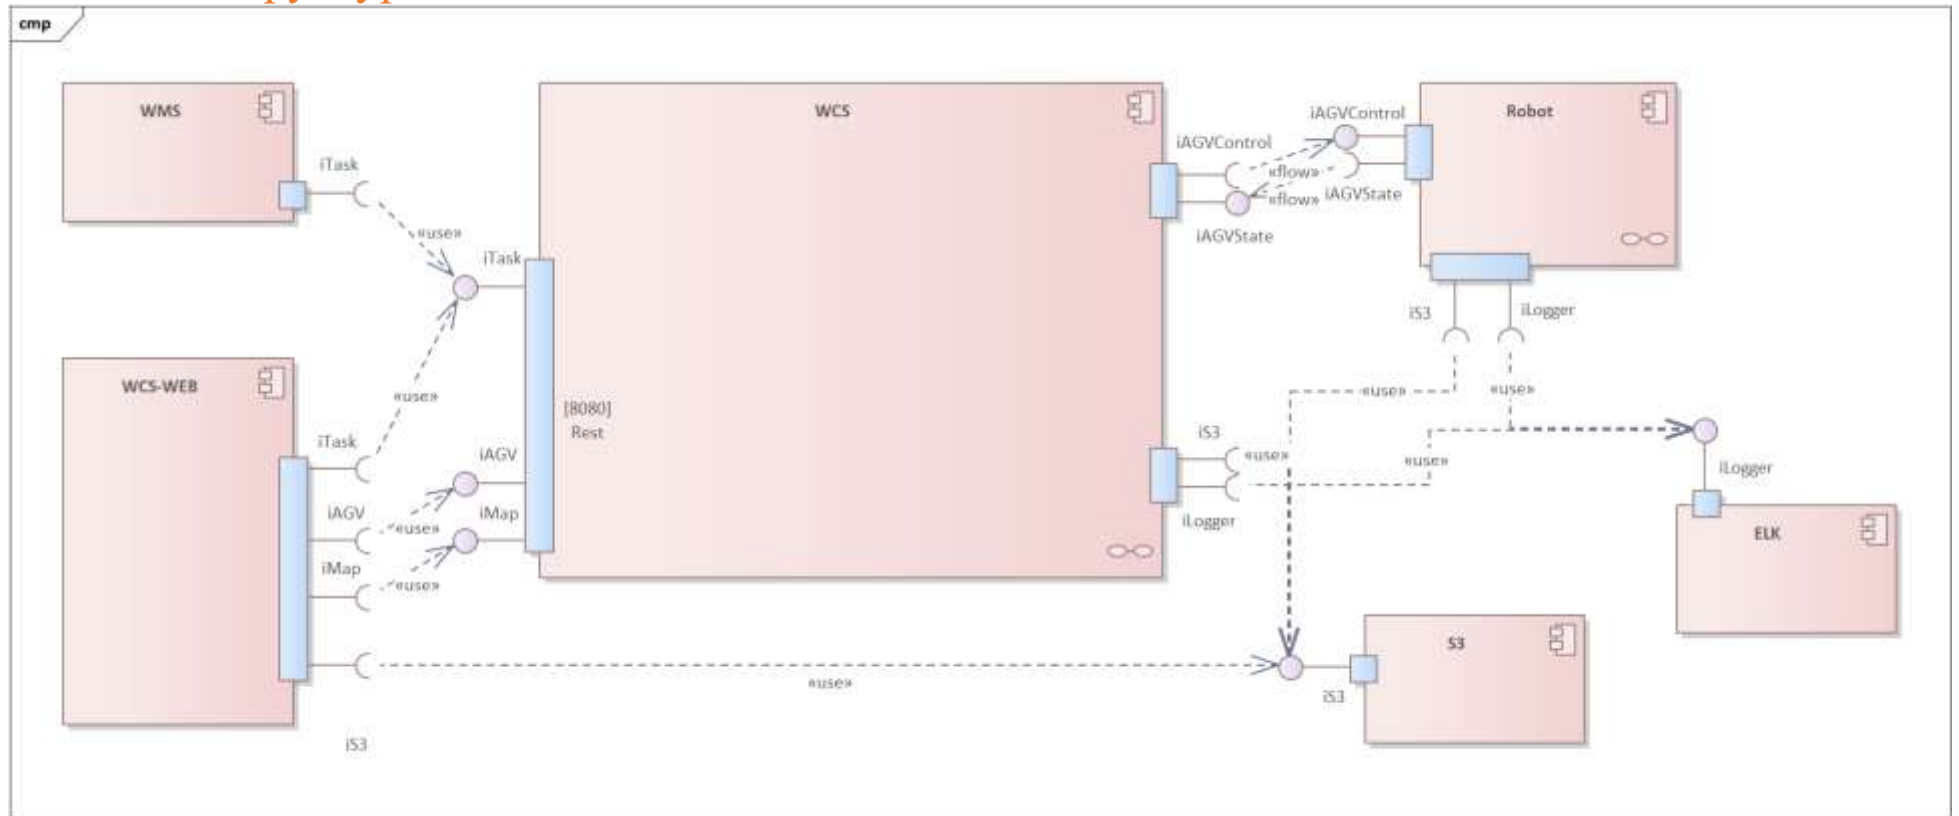 cmp
WMS
iTask
«use»
WCS-WEB
iTask
«use»
iAGV
«use»
iMap
«use»
iS3
«use»
WCS
iTask
[8080]
Rest
iAGV
iMap
iAGVControl
iAGVState
«flow»
«flow»
iS3
«use»
iLogger
«use»
Robot
iAGVControl
iAGVState
iS3
«use»
iLogger
«use»
iLogger
ELK
S3
iS3